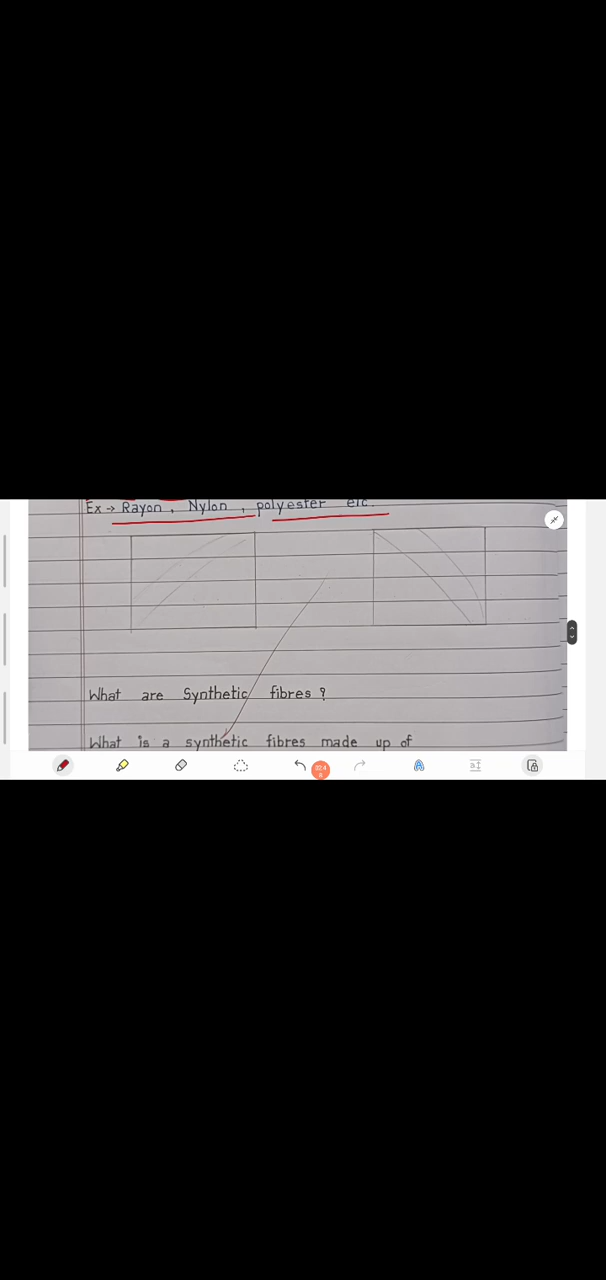 Ex → Rayon, Nylon, polyester etc.
What are Synthetic fibres?
What is a synthetic fibres made up of